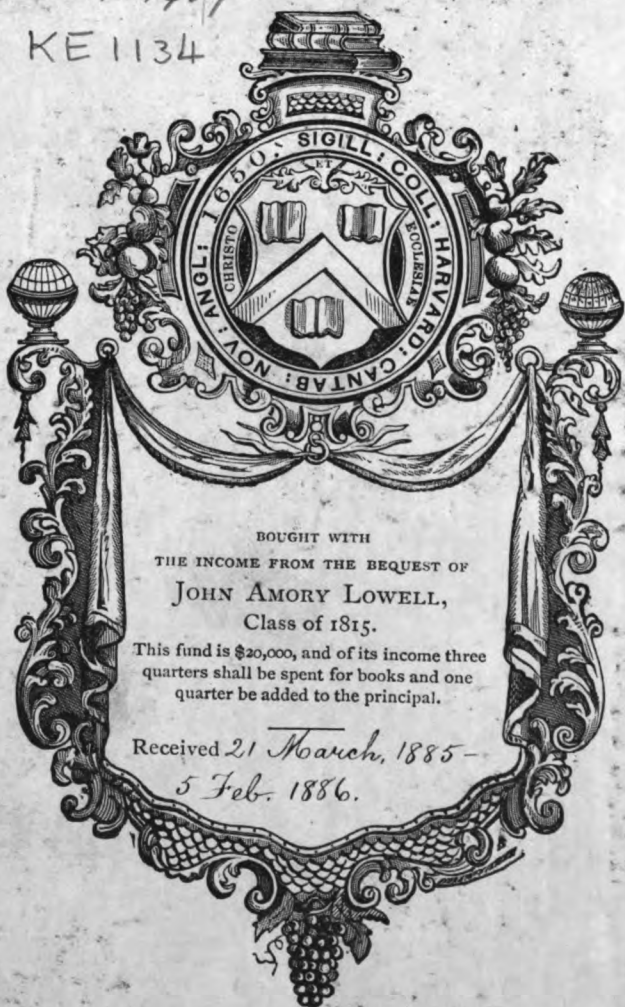 KE 1134
SIGILL: COLL: HARVARD: CANTAB: NOV: ANGL: 1650:
ET
CHRISTO
ECCLESIAE
BOUGHT WITH
THE INCOME FROM THE BEQUEST OF
JOHN AMORY LOWELL,
Class of 1815.
This fund is $20,000, and of its income three
quarters shall be spent for books and one
quarter be added to the principal.
Received 21 March, 1885 -
5 Feb. 1886.